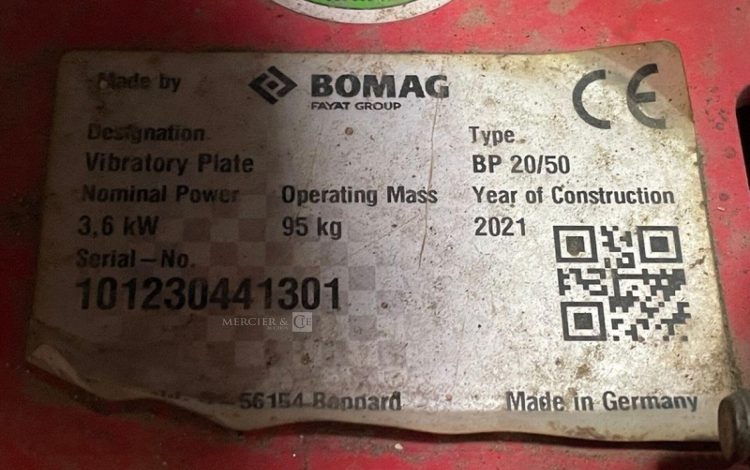 Made by BOMAG
FAYAT GROUP
CE
Designation Type
Vibratory Plate BP 20/50
Nominal Power Operating Mass Year of Construction
3,6 kW 95 kg 2021
Serial-No.
101230441301
MERCIER & Cie
56154 Boppard Made in Germany